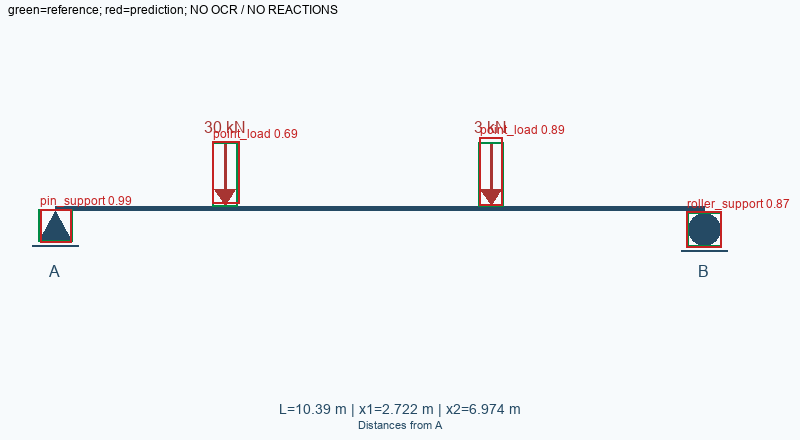 green=reference; red=prediction; NO OCR / NO REACTIONS
30 kN
point_load 0.69
3 kN
point_load 0.89
pin_support 0.99
roller_support 0.87
A
B
L=10.39 m | x1=2.722 m | x2=6.974 m
Distances from A